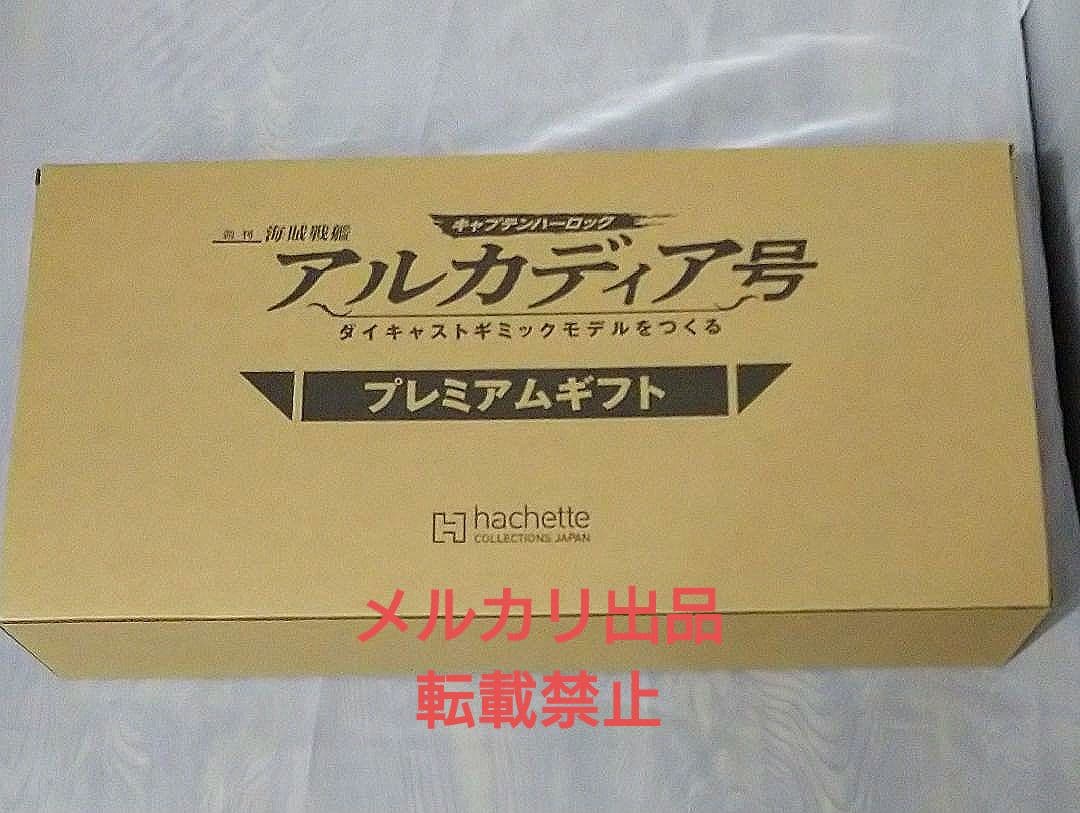 キャプテンハーロック
週刊 海賊戦艦
アルカディア号
ダイキャストギミックモデルをつくる
プレミアムギフト
hachette
COLLECTIONS JAPAN
メルカリ出品
転載禁止